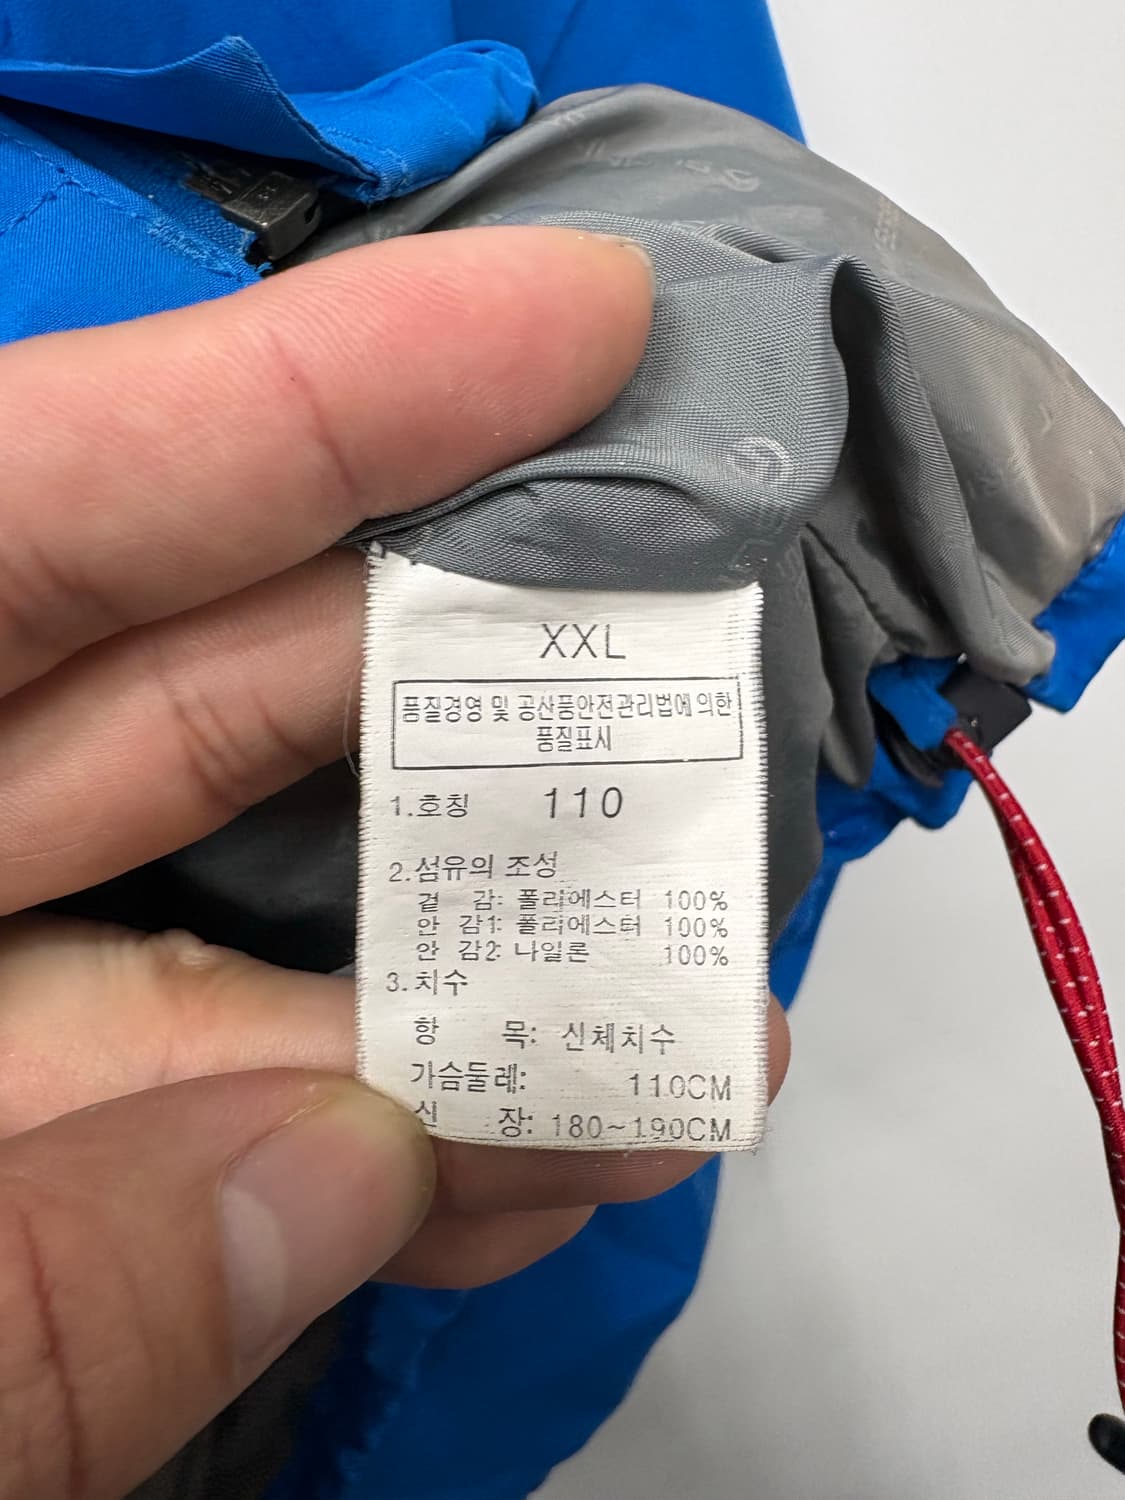 XXL
품질경영 및 공산품안전관리법에의한
품질표시
1.호칭 110
2.섬유의 조성
겉 감: 폴리에스터 100%
안 감1: 폴리에스터 100%
안 감2: 나일론 100%
3.치수
항 목: 신체치수
가슴둘레: 110CM
신 장: 180~190CM